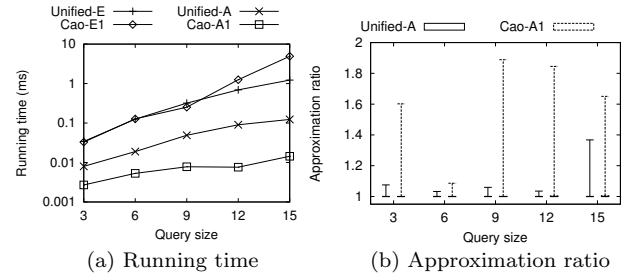 Unified-E
Unified-A
Cao-E1
Cao-A1
10
1
0.1
0.01
0.001
Running time (ms)
3 6 9 12 15
Query size
(a) Running time
Unified-A
Cao-A1
2
1.8
1.6
1.4
1.2
1
Approximation ratio
3 6 9 12 15
Query size
(b) Approximation ratio